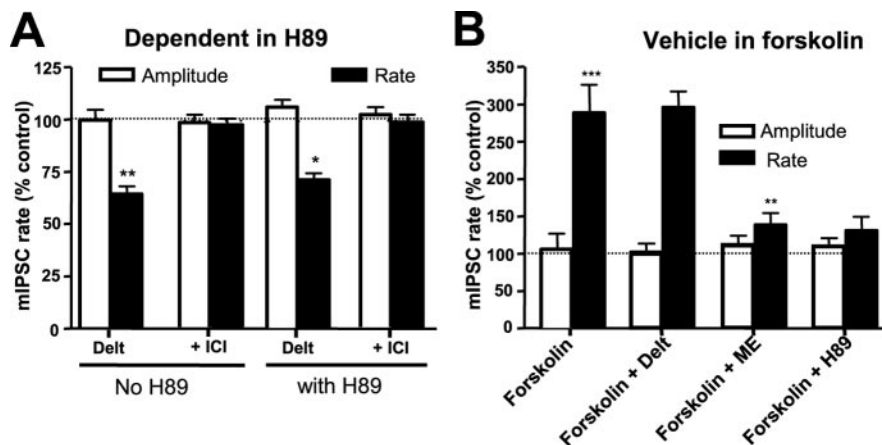 A
Dependent in H89
mIPSC rate (% control)
125
100
75
50
25
0
Amplitude
Rate
**
*
Delt
+ ICI
Delt
+ ICI
No H89
with H89
B
Vehicle in forskolin
mIPSC rate (% control)
350
300
250
200
150
100
50
0
***
Amplitude
Rate
**
Forskolin
Forskolin + Delt
Forskolin + ME
Forskolin + H89